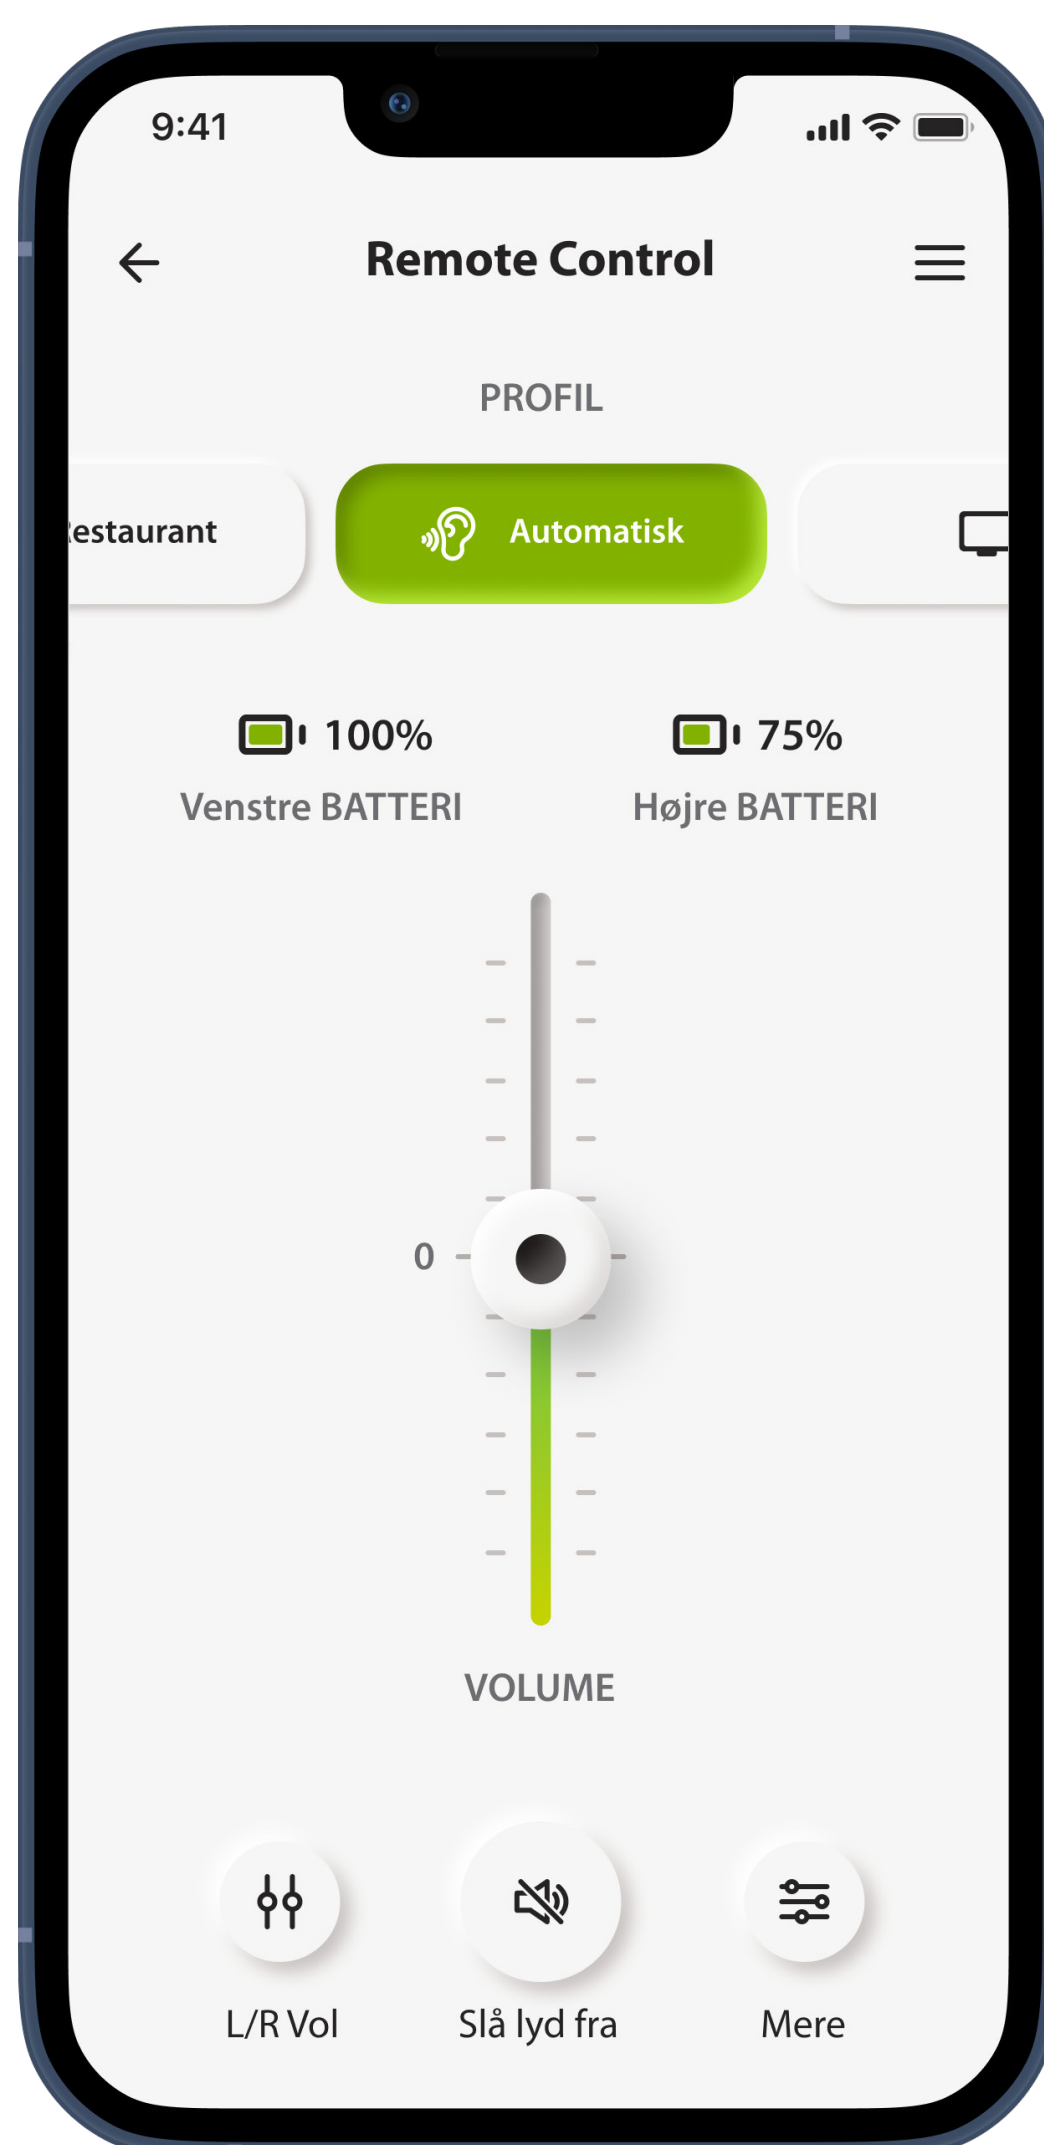 9:41
Remote Control
PROFIL
estaurant
Automatisk
100%
75%
Venstre BATTERI
Højre BATTERI
0
VOLUME
L/R Vol
Slå lyd fra
Mere